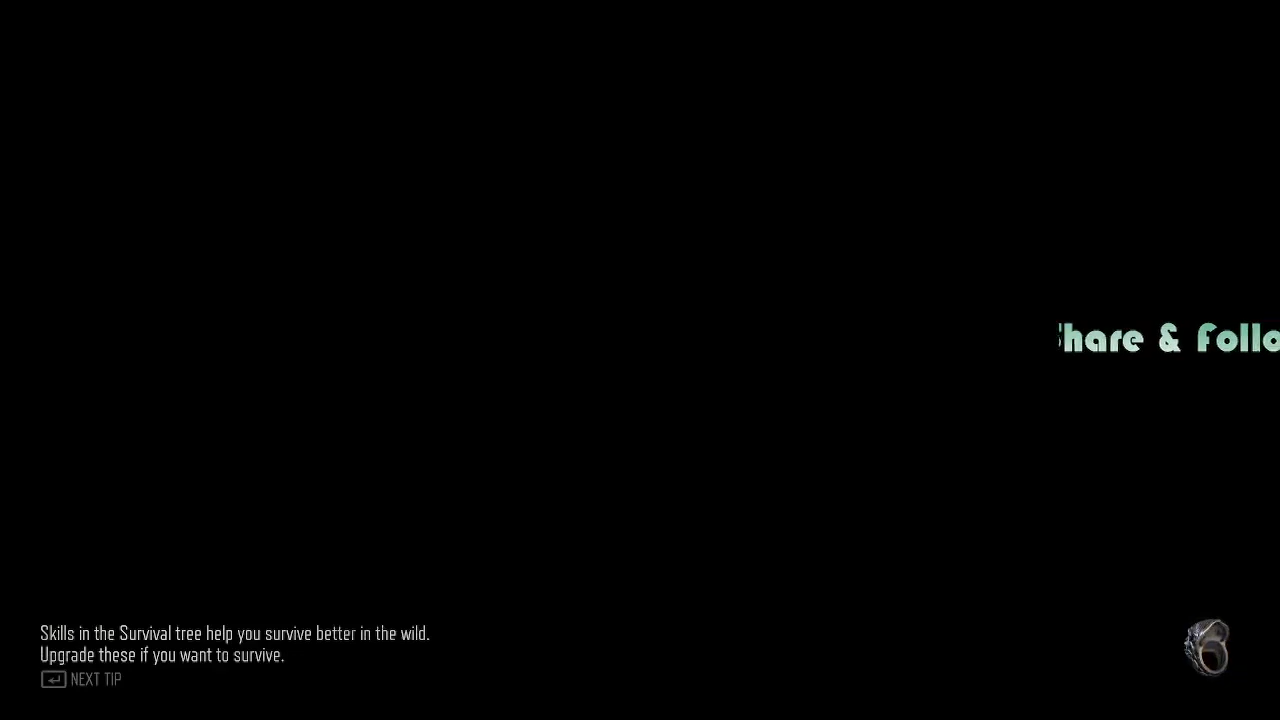 Share & Follo
Skills in the Survival tree help you survive better in the wild.
Upgrade these if you want to survive.
NEXT TIP